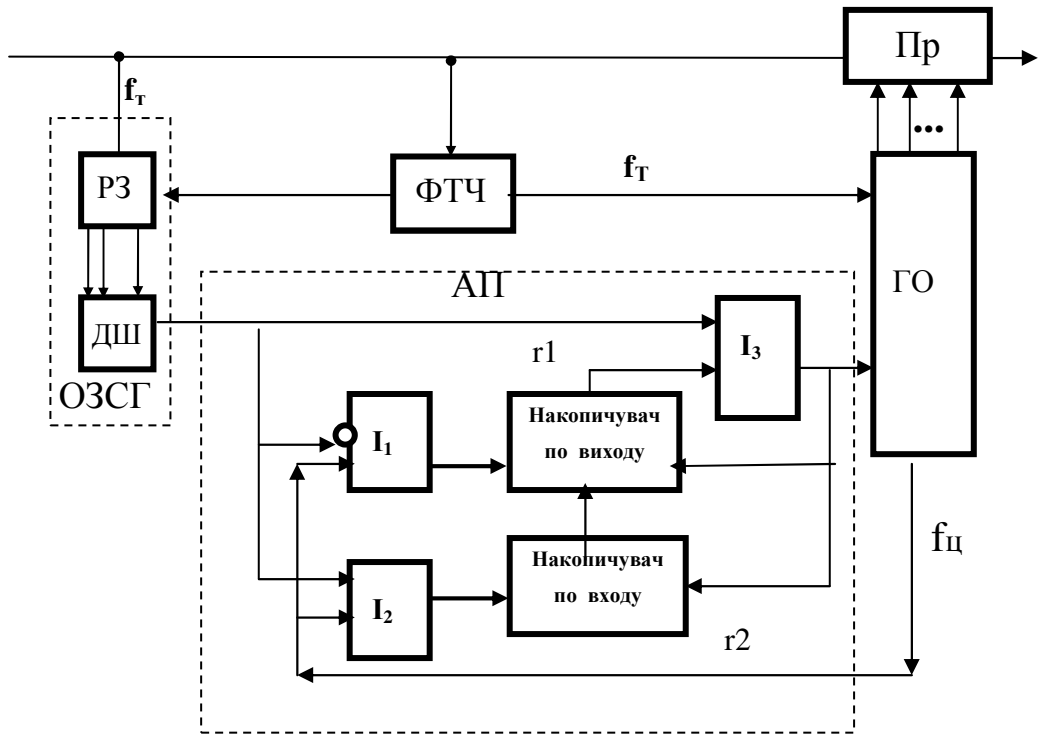 Пр
fт
РЗ
ФТЧ
fТ
ГО
ДШ
ОЗСГ
АП
I3
r1
I1
Накопичувач
по виходу
I2
Накопичувач
по входу
r2
fЦ
...